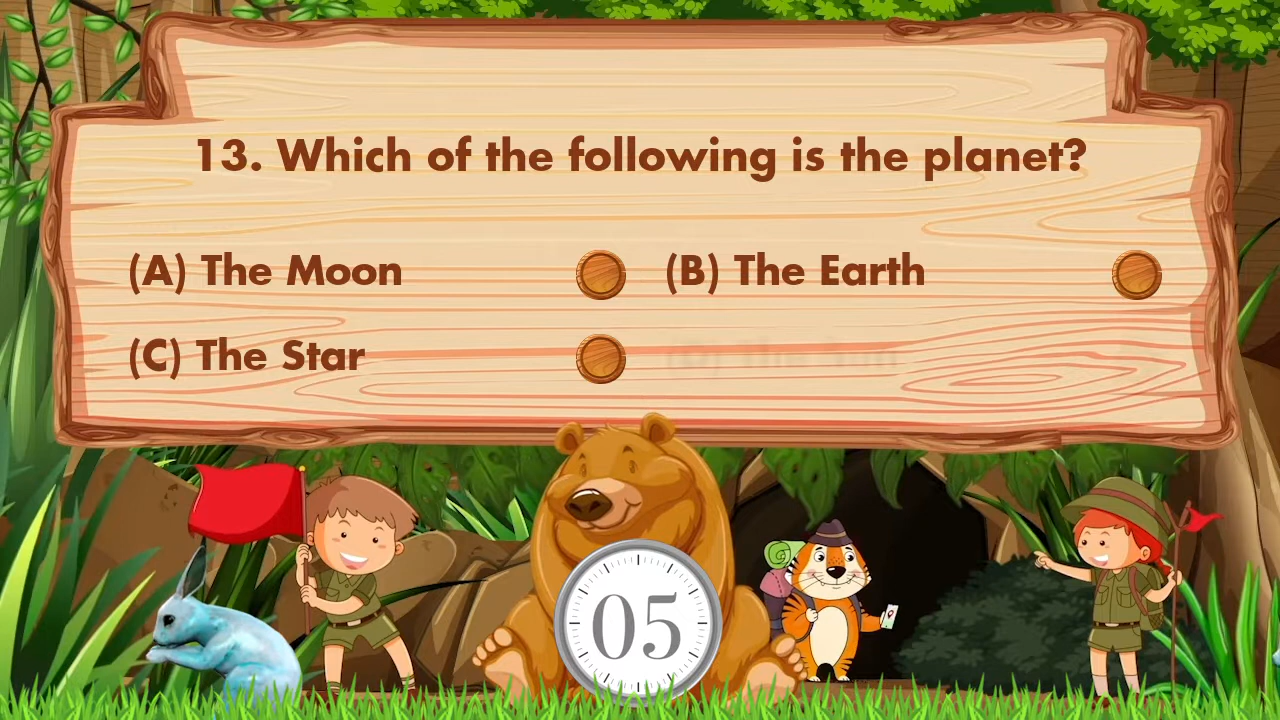 13. Which of the following is the planet?
(A) The Moon
(B) The Earth
(C) The Star
05